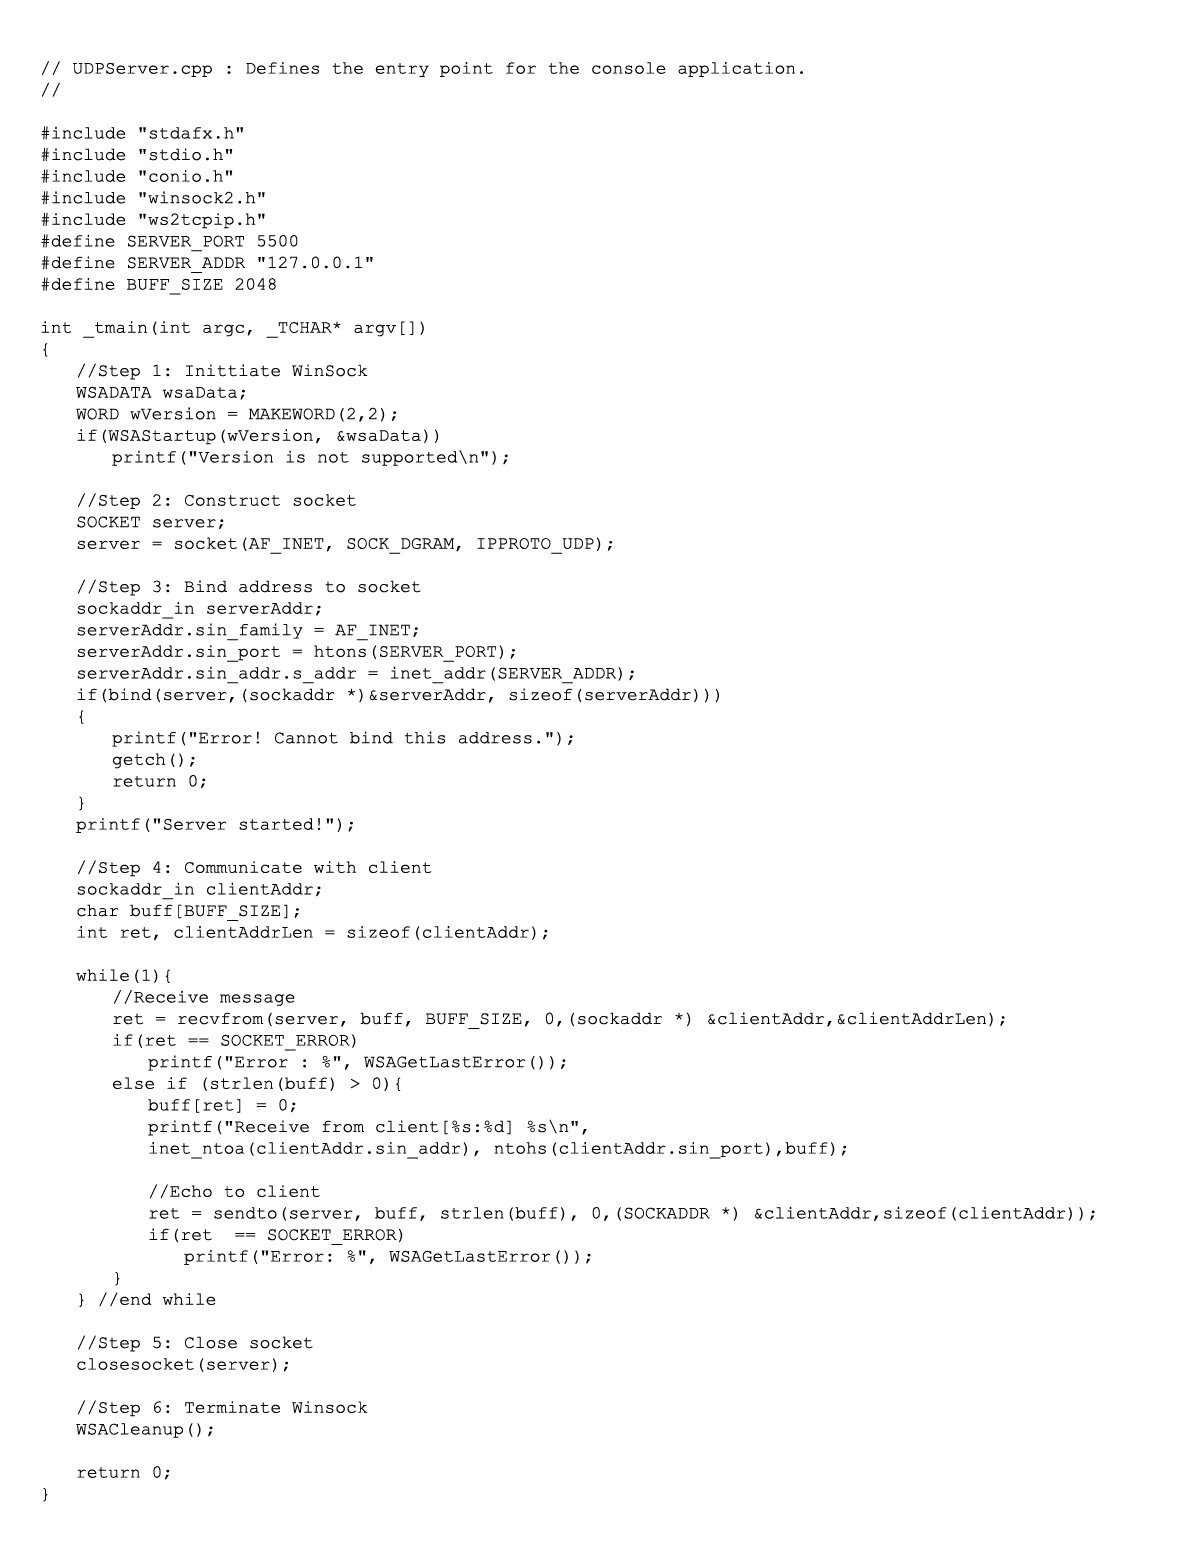 // UDPServer.cpp : Defines the entry point for the console application.
//

#include "stdafx.h"
#include "stdio.h"
#include "conio.h"
#include "winsock2.h"
#include "ws2tcpip.h"
#define SERVER_PORT 5500
#define SERVER_ADDR "127.0.0.1"
#define BUFF_SIZE 2048

int _tmain(int argc, _TCHAR* argv[])
{
    //Step 1: Inittiate WinSock
    WSADATA wsaData;
    WORD wVersion = MAKEWORD(2,2);
    if(WSAStartup(wVersion, &wsaData))
        printf("Version is not supported\n");

    //Step 2: Construct socket
    SOCKET server;
    server = socket(AF_INET, SOCK_DGRAM, IPPROTO_UDP);

    //Step 3: Bind address to socket
    sockaddr_in serverAddr;
    serverAddr.sin_family = AF_INET;
    serverAddr.sin_port = htons(SERVER_PORT);
    serverAddr.sin_addr.s_addr = inet_addr(SERVER_ADDR);
    if(bind(server,(sockaddr *)&serverAddr, sizeof(serverAddr)))
    {
        printf("Error! Cannot bind this address.");
        getch();
        return 0;
    }
    printf("Server started!");

    //Step 4: Communicate with client
    sockaddr_in clientAddr;
    char buff[BUFF_SIZE];
    int ret, clientAddrLen = sizeof(clientAddr);

    while(1){
        //Receive message
        ret = recvfrom(server, buff, BUFF_SIZE, 0,(sockaddr *) &clientAddr,&clientAddrLen);
        if(ret == SOCKET_ERROR)
            printf("Error : %", WSAGetLastError());
        else if (strlen(buff) > 0){
            buff[ret] = 0;
            printf("Receive from client[%s:%d] %s\n",
            inet_ntoa(clientAddr.sin_addr), ntohs(clientAddr.sin_port),buff);

            //Echo to client
            ret = sendto(server, buff, strlen(buff), 0,(SOCKADDR *) &clientAddr,sizeof(clientAddr));
            if(ret  == SOCKET_ERROR)
                printf("Error: %", WSAGetLastError());
        }
    } //end while

    //Step 5: Close socket
    closesocket(server);

    //Step 6: Terminate Winsock
    WSACleanup();

    return 0;
}